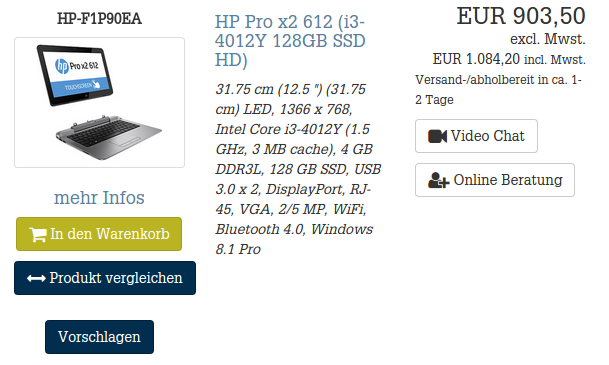 HP-F1P90EA
hp Pro x2 612
TOUCHSCREEN
mehr Infos
In den Warenkorb
Produkt vergleichen
Vorschlagen
HP Pro x2 612 (i3-
4012Y 128GB SSD
HD)
31.75 cm (12.5 ") (31.75
cm) LED, 1366 x 768,
Intel Core i3-4012Y (1.5
GHz, 3 MB cache), 4 GB
DDR3L, 128 GB SSD, USB
3.0 x 2, DisplayPort, RJ-
45, VGA, 2/5 MP, WiFi,
Bluetooth 4.0, Windows
8.1 Pro
EUR 903,50
excl. Mwst.
EUR 1.084,20 incl. Mwst.
Versand-/abholbereit in ca. 1-
2 Tage
Video Chat
Online Beratung